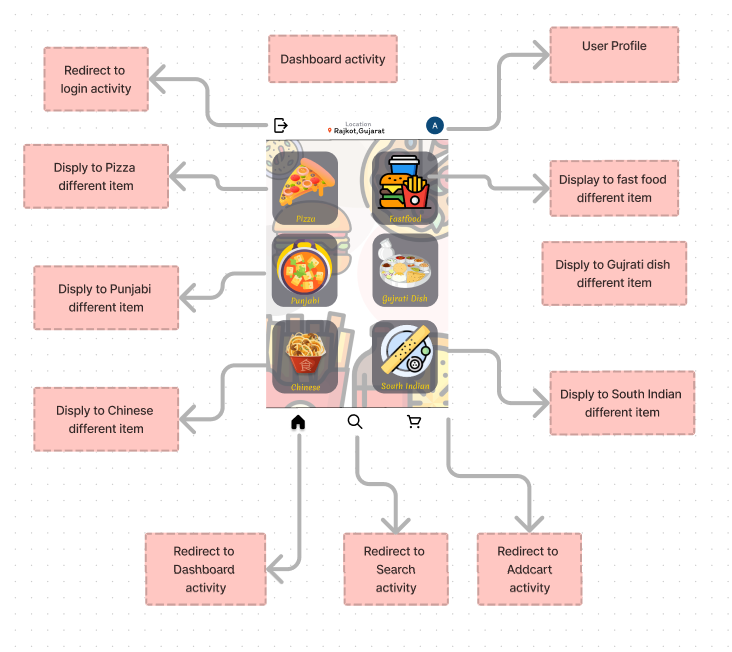 Dashboard activity
User Profile
Redirect to
login activity
Location
Rajkot,Gujarat
A
Disply to Pizza
different item
Display to fast food
different item
Pizza
Fastfood
Disply to Punjabi
different item
Disply to Gujrati dish
different item
Punjabi
Gujrati Dish
Disply to Chinese
different item
Disply to South Indian
different item
Chinese
South Indian
Redirect to
Dashboard
activity
Redirect to
Search
activity
Redirect to
Addcart
activity